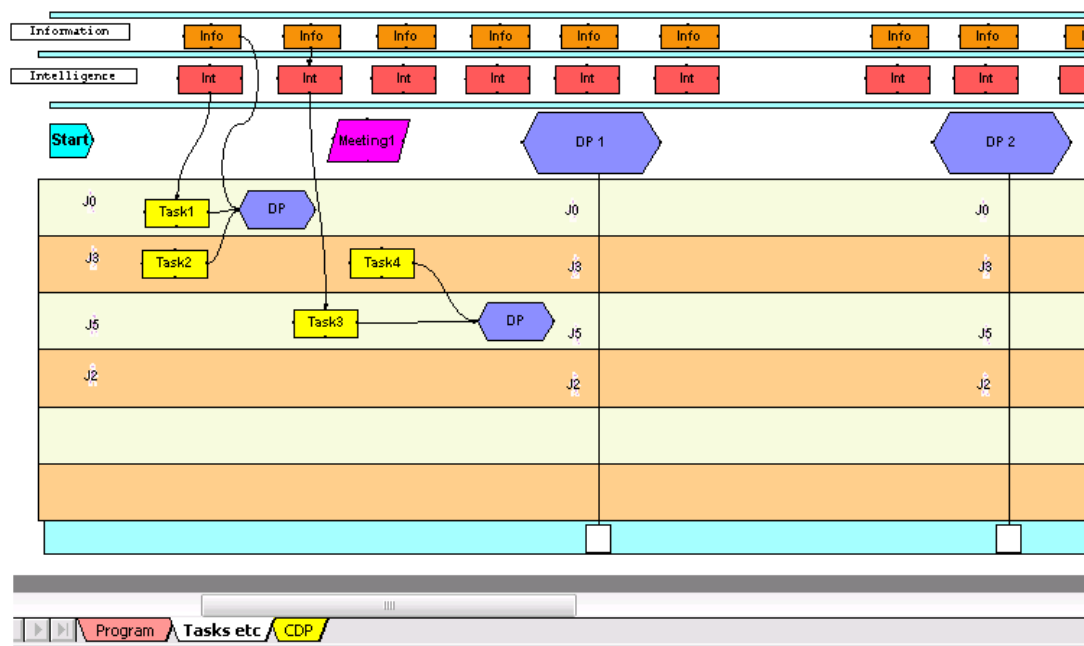 Information Info Info Info Info Info Info Info Info
Intelligence Int Int Int Int Int Int Int Int
Start Meeting1 DP 1 DP 2
J0 Task1 DP J0 J0
J3 Task2 Task4 J3 J3
J5 Task3 DP J5 J5
J2 J2 J2
Program Tasks etc CDP